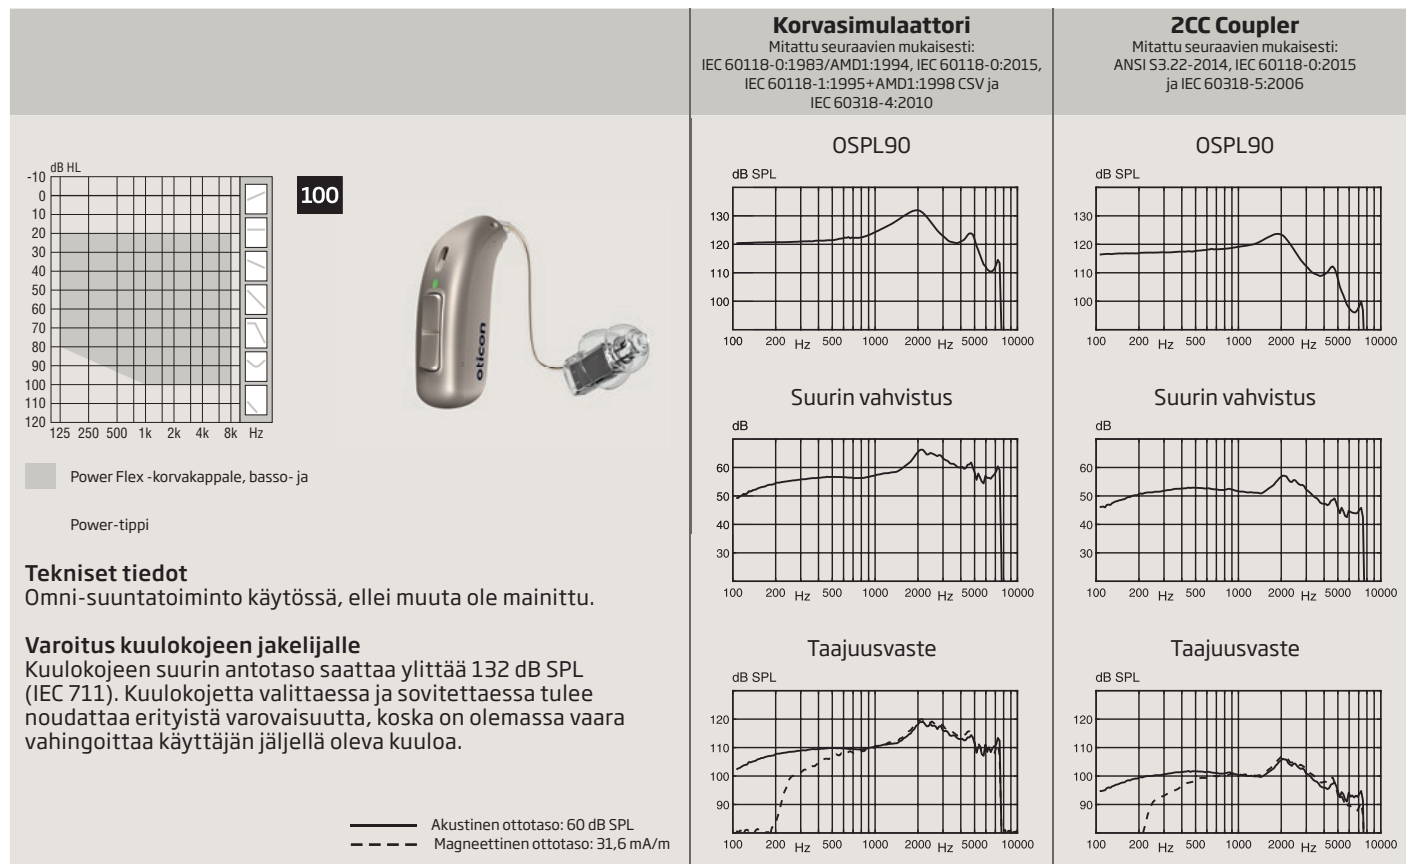 Korvasimulaattori
Mitattu seuraavien mukaisesti:
IEC 60118-0:1983/AMD1:1994, IEC 60118-0:2015,
IEC 60118-1:1995+AMD1:1998 CSV ja
IEC 60318-4:2010
2CC Coupler
Mitattu seuraavien mukaisesti:
ANSI S3.22-2014, IEC 60118-0:2015
ja IEC 60318-5:2006
dB HL
-10
0
10
20
30
40
50
60
70
80
90
100
110
120
125 250 500 1k 2k 4k 8k Hz
100
oticon
Power Flex -korvakappale, basso- ja
Power-tippi
Tekniset tiedot
Omni-suuntatoiminto käytössä, ellei muuta ole mainittu.
Varoitus kuulokojeen jakelijalle
Kuulokojeen suurin antotaso saattaa ylittää 132 dB SPL
(IEC 711). Kuulokojetta valittaessa ja sovitettaessa tulee
noudattaa erityistä varovaisuutta, koska on olemassa vaara
vahingoittaa käyttäjän jäljellä oleva kuuloa.
Akustinen ottotaso: 60 dB SPL
Magneettinen ottotaso: 31,6 mA/m
OSPL90
dB SPL
130
120
110
100
100 200 Hz 500 1000 2000 Hz 5000 10000
Suurin vahvistus
dB
60
50
40
30
100 200 Hz 500 1000 2000 Hz 5000 10000
Taajuusvaste
dB SPL
120
110
100
90
100 200 Hz 500 1000 2000 Hz 5000 10000
OSPL90
dB SPL
130
120
110
100
100 200 Hz 500 1000 2000 Hz 5000 10000
Suurin vahvistus
dB
60
50
40
30
100 200 Hz 500 1000 2000 Hz 5000 10000
Taajuusvaste
dB SPL
120
110
100
90
100 200 Hz 500 1000 2000 Hz 5000 10000